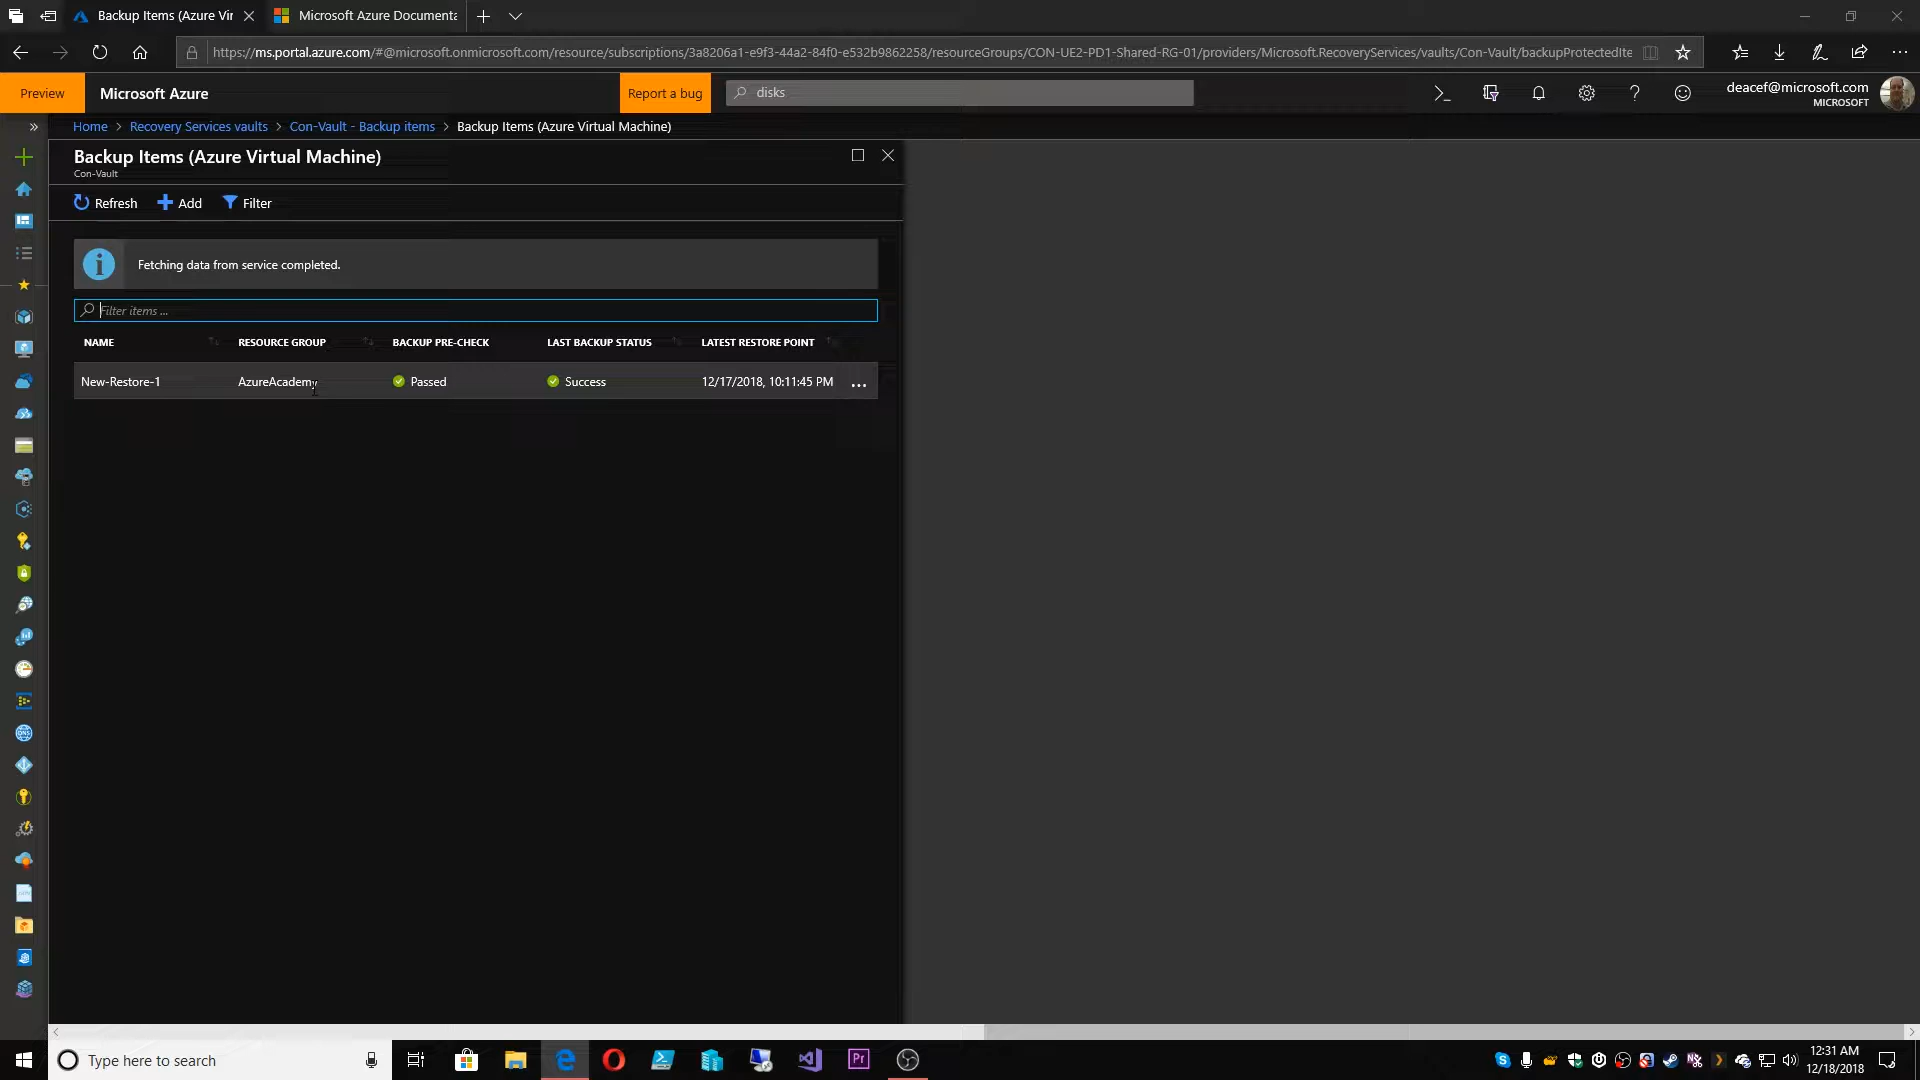 Backup Items (Azure Vir
Microsoft Azure Documenta
https://ms.portal.azure.com/#@microsoft.onmicrosoft.com/resource/subscriptions/3a8206a1-e9f3-44a2-84f0-e532b9862258/resourceGroups/CON-UE2-PD1-Shared-RG-01/providers/Microsoft.RecoveryServices/vaults/Con-Vault/backupProtectedIte
Preview
Microsoft Azure
Report a bug
disks
deacef@microsoft.com
MICROSOFT
Home > Recovery Services vaults > Con-Vault - Backup items > Backup Items (Azure Virtual Machine)
Backup Items (Azure Virtual Machine)
Con-Vault
Refresh
Add
Filter
Fetching data from service completed.
Filter items ...
NAME RESOURCE GROUP BACKUP PRE-CHECK LAST BACKUP STATUS LATEST RESTORE POINT
New-Restore-1 AzureAcademy Passed Success 12/17/2018, 10:11:45 PM ...
Type here to search
12:31 AM
12/18/2018